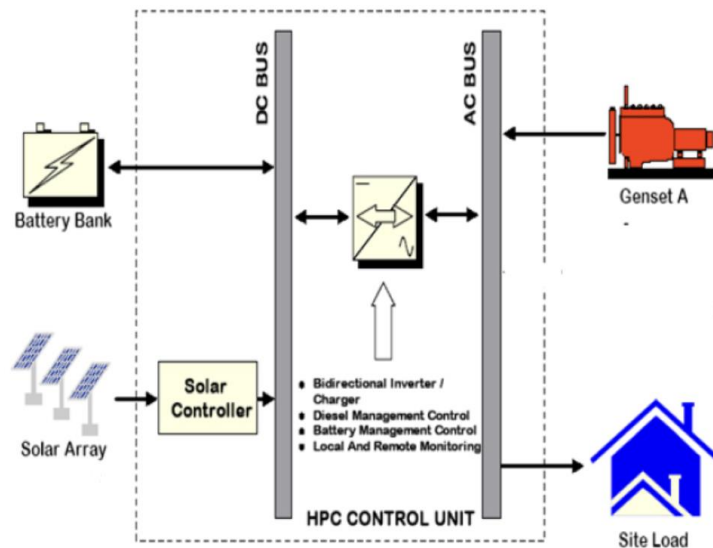 DC BUS
AC BUS
Battery Bank
Genset A
Solar
Controller
Solar Array
Bidirectional Inverter /
Charger
Diesel Management Control
Battery Management Control
Local And Remote Monitoring
HPC CONTROL UNIT
Site Load